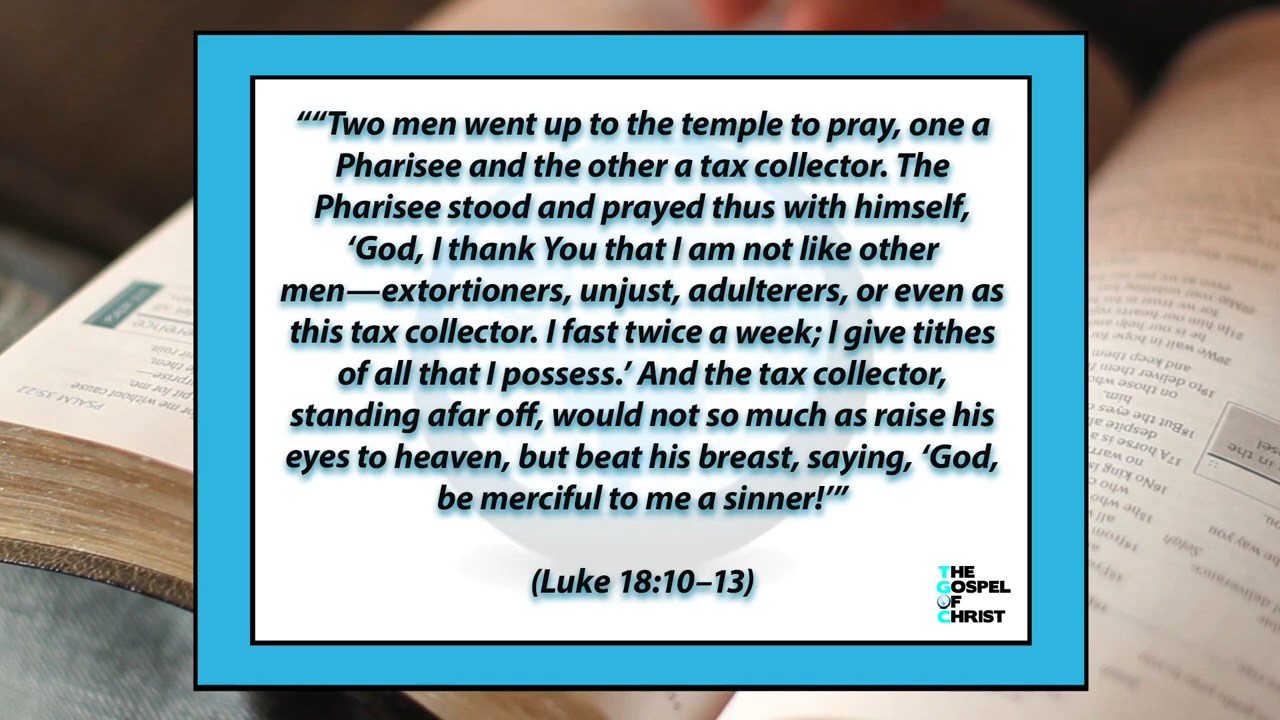 ““Two men went up to the temple to pray, one a
Pharisee and the other a tax collector. The
Pharisee stood and prayed thus with himself,
‘God, I thank You that I am not like other
men—extortioners, unjust, adulterers, or even as
this tax collector. I fast twice a week; I give tithes
of all that I possess.’ And the tax collector,
standing afar off, would not so much as raise his
eyes to heaven, but beat his breast, saying, ‘God,
be merciful to me a sinner!’”
(Luke 18:10–13)
THE
GOSPEL
OF
CHRIST
PSALM 35:22